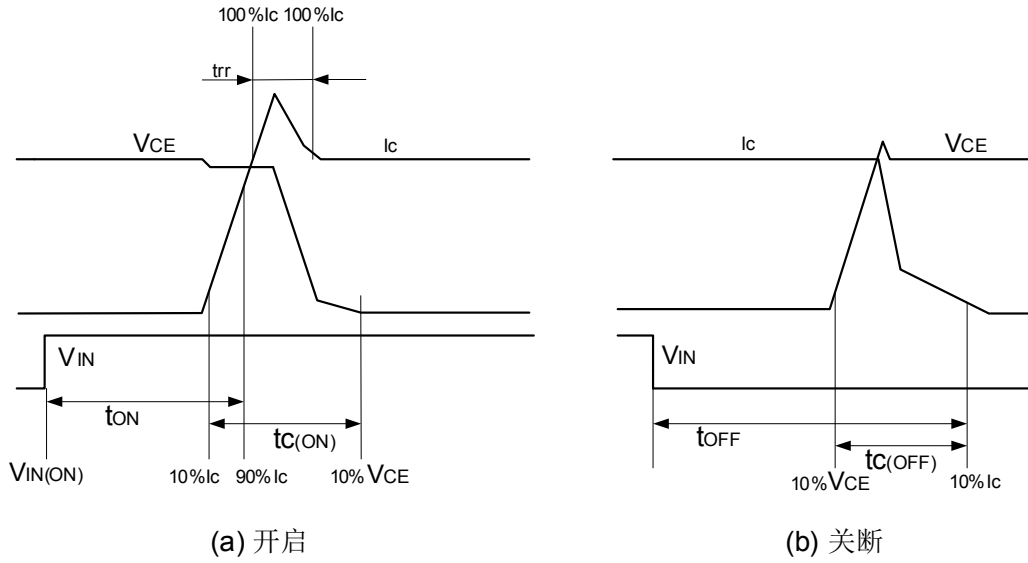 100%Ic 100%Ic
trr
VCE Ic
VIN
tON
tc(ON)
VIN(ON) 10%Ic 90%Ic 10%VCE
(a) 开启
Ic VCE
VIN
tOFF
tc(OFF)
10%VCE 10%Ic
(b) 关断